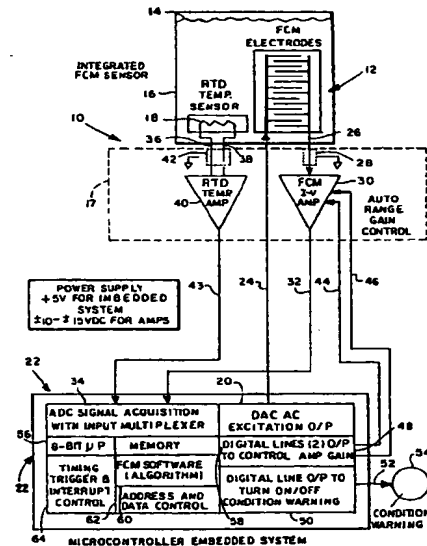 14
FCM
ELECTRODES
INTEGRATED
FCM SENSOR
16
RTD
TEMP.
SENSOR
18
12
26
10
36
42
38
28
17
RTD
TEMP
AMP
40
FCM
I-V
AMP
30
AUTO
RANGE
GAIN
CONTROL
43
24
32
44
46
POWER SUPPLY
+5V FOR IMBEDDED
SYSTEM
±10-±15VDC FOR AMPS
22
34
20
ADC SIGNAL ACQUISITION
WITH INPUT MULTIPLEXER
DAC AC
EXCITATION O/P
48
56
8-BIT μP
MEMORY
DIGITAL LINES (2) O/P
TO CONTROL AMP GAIN
22
TIMING
TRIGGER &
INTERRUPT
CONTROL
FCM SOFTWARE
(ALGORITHM)
ADDRESS AND
DATA CONTROL
DIGITAL LINE O/P TO
TURN ON/OFF
CONDITION WARNING
52
54
CONDITION
WARNING
64
62
60
58
50
MICROCONTROLLER EMBEDDED SYSTEM